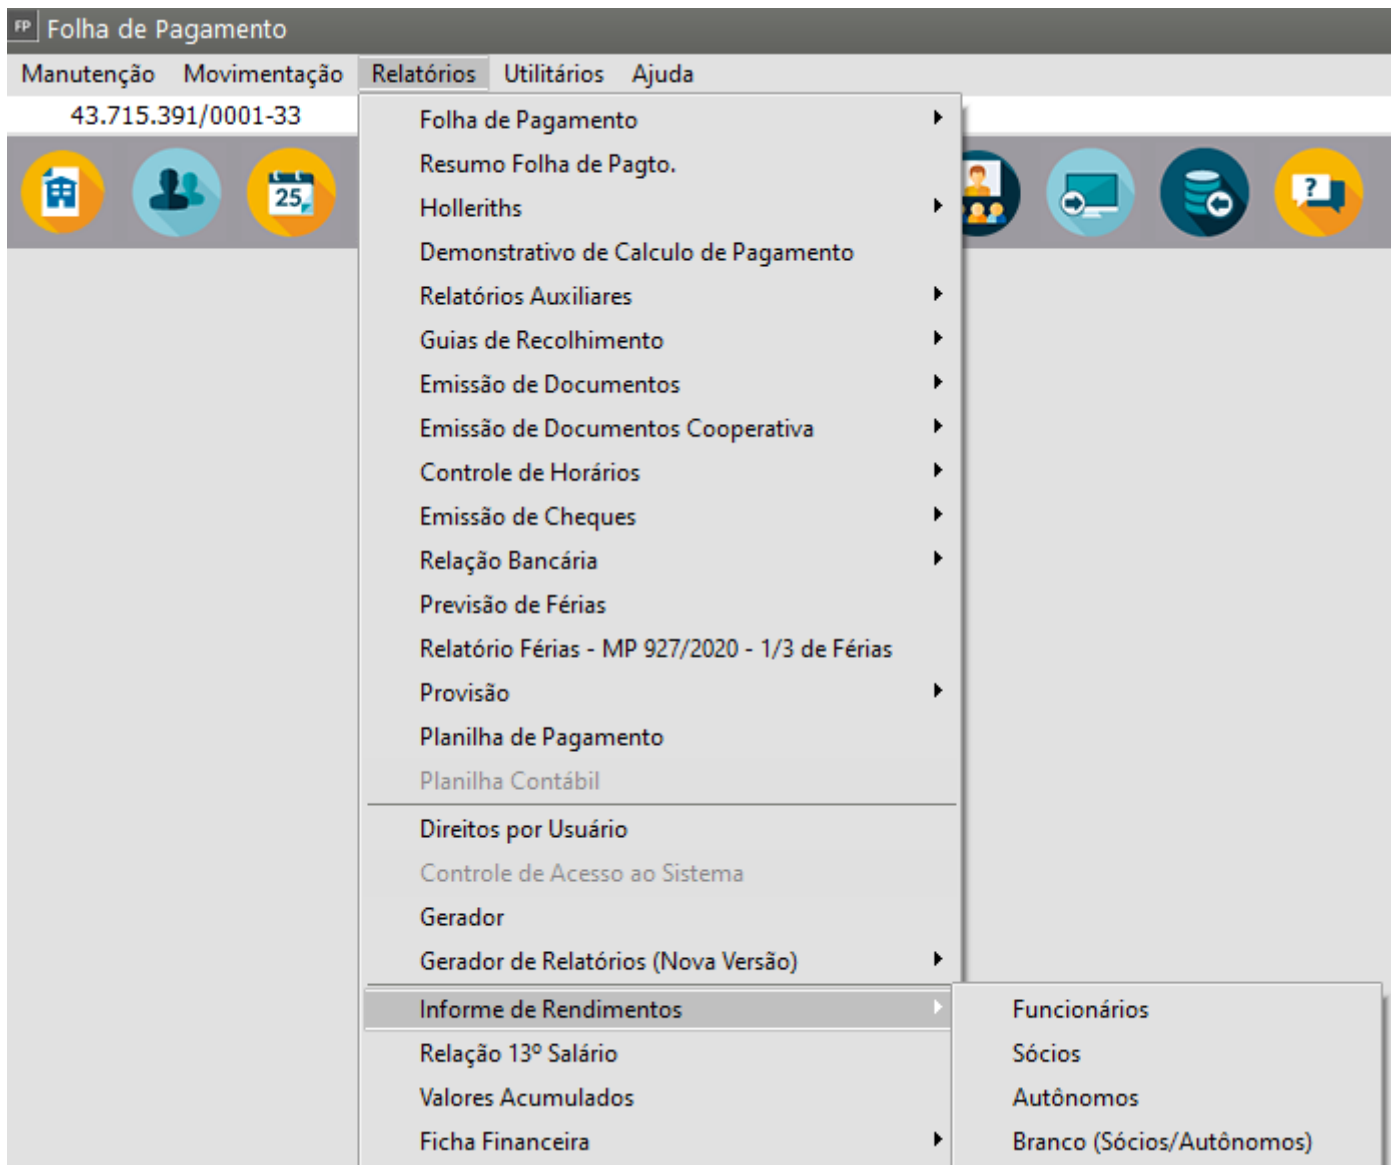 FP Folha de Pagamento
Manutenção Movimentação Relatórios Utilitários Ajuda
43.715.391/0001-33
25
?
Folha de Pagamento
Resumo Folha de Pagto.
Holleriths
Demonstrativo de Calculo de Pagamento
Relatórios Auxiliares
Guias de Recolhimento
Emissão de Documentos
Emissão de Documentos Cooperativa
Controle de Horários
Emissão de Cheques
Relação Bancária
Previsão de Férias
Relatório Férias - MP 927/2020 - 1/3 de Férias
Provisão
Planilha de Pagamento
Planilha Contábil
Direitos por Usuário
Controle de Acesso ao Sistema
Gerador
Gerador de Relatórios (Nova Versão)
Informe de Rendimentos
Relação 13º Salário
Valores Acumulados
Ficha Financeira
Funcionários
Sócios
Autônomos
Branco (Sócios/Autônomos)